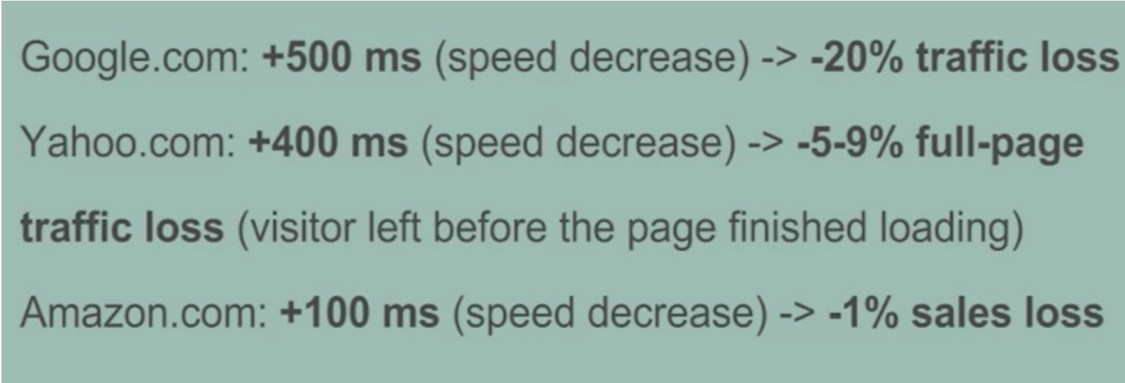 Google.com: +500 ms (speed decrease) -> -20% traffic loss
Yahoo.com: +400 ms (speed decrease) -> -5-9% full-page
traffic loss (visitor left before the page finished loading)
Amazon.com: +100 ms (speed decrease) -> -1% sales loss